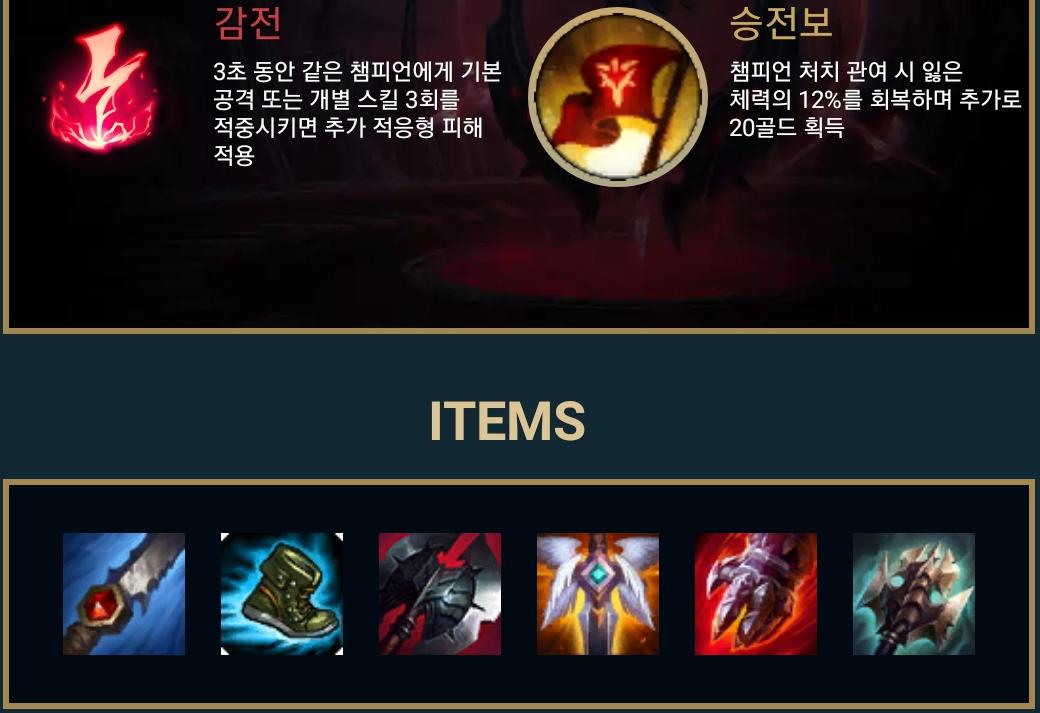 감전
3초 동안 같은 챔피언에게 기본
공격 또는 개별 스킬 3회를
적중시키면 추가 적응형 피해
적용
승전보
챔피언 처치 관여 시 잃은
체력의 12%를 회복하며 추가로
20골드 획득
ITEMS